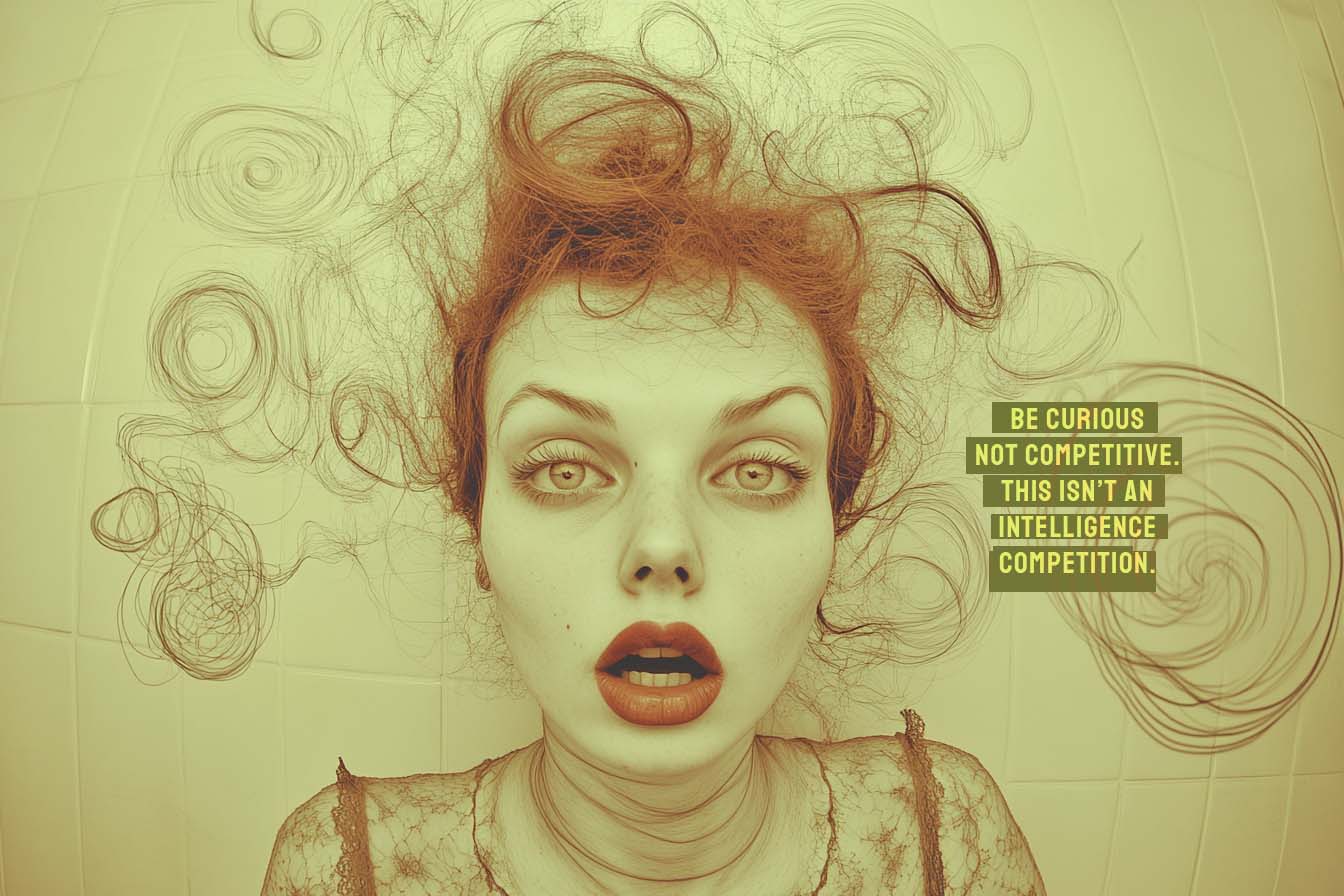 BE CURIOUS
NOT COMPETITIVE.
THIS ISN’T AN
INTELLIGENCE
COMPETITION.